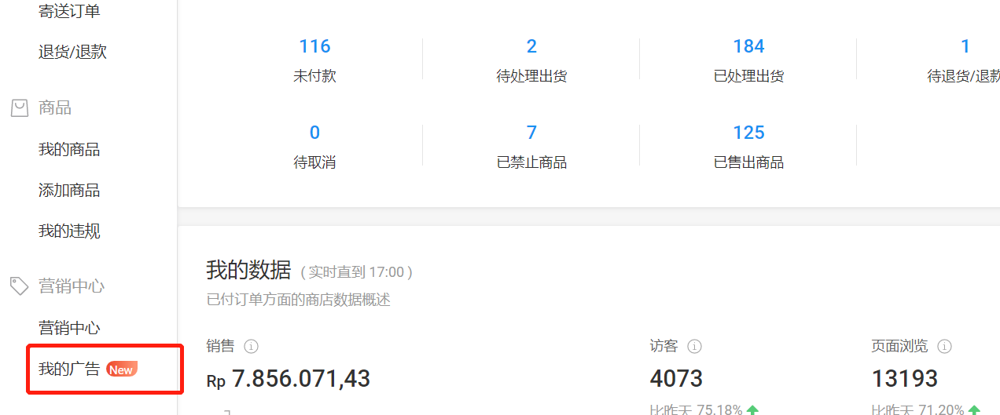 寄送订单
退货/退款
商品
我的商品
添加商品
我的违规
营销中心
营销中心
我的广告 New
116 2 184 1
未付款 待处理出货 已处理出货 待退货/退款
0 7 125
待取消 已禁止商品 已售出商品
我的数据 ( 实时直到 17:00 )
已付订单方面的商店数据概述
销售 访客 页面浏览
Rp 7.856.071,43 4073 13193
比昨天 75.18% 比昨天 71.20%